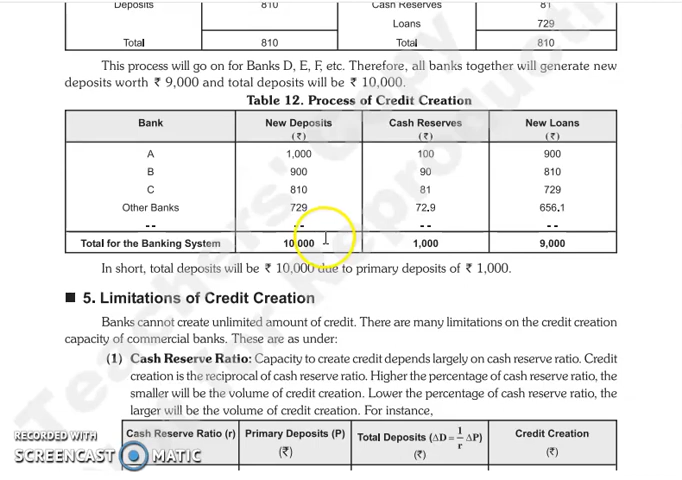 Deposits 810 Cash Reserves 81
Loans 729
Total 810 Total 810
This process will go on for Banks D, E, F, etc. Therefore, all banks together will generate new
deposits worth ₹ 9,000 and total deposits will be ₹ 10,000.
Table 12. Process of Credit Creation
Bank New Deposits Cash Reserves New Loans
(₹) (₹) (₹)
A 1,000 100 900
B 900 90 810
C 810 81 729
Other Banks 729 72.9 656.1
-- -- -- --
Total for the Banking System 10,000 1,000 9,000
In short, total deposits will be ₹ 10,000 due to primary deposits of ₹ 1,000.
5. Limitations of Credit Creation
Banks cannot create unlimited amount of credit. There are many limitations on the credit creation
capacity of commercial banks. These are as under:
(1) Cash Reserve Ratio: Capacity to create credit depends largely on cash reserve ratio. Credit
creation is the reciprocal of cash reserve ratio. Higher the percentage of cash reserve ratio, the
smaller will be the volume of credit creation. Lower the percentage of cash reserve ratio, the
larger will be the volume of credit creation. For instance,
Cash Reserve Ratio (r) Primary Deposits (P) Total Deposits (ΔD = 1/r ΔP) Credit Creation
(₹) (₹) (₹)
RECORDED WITH
SCREENCAST MATIC
Teachers' Copy
Not for Reproduction